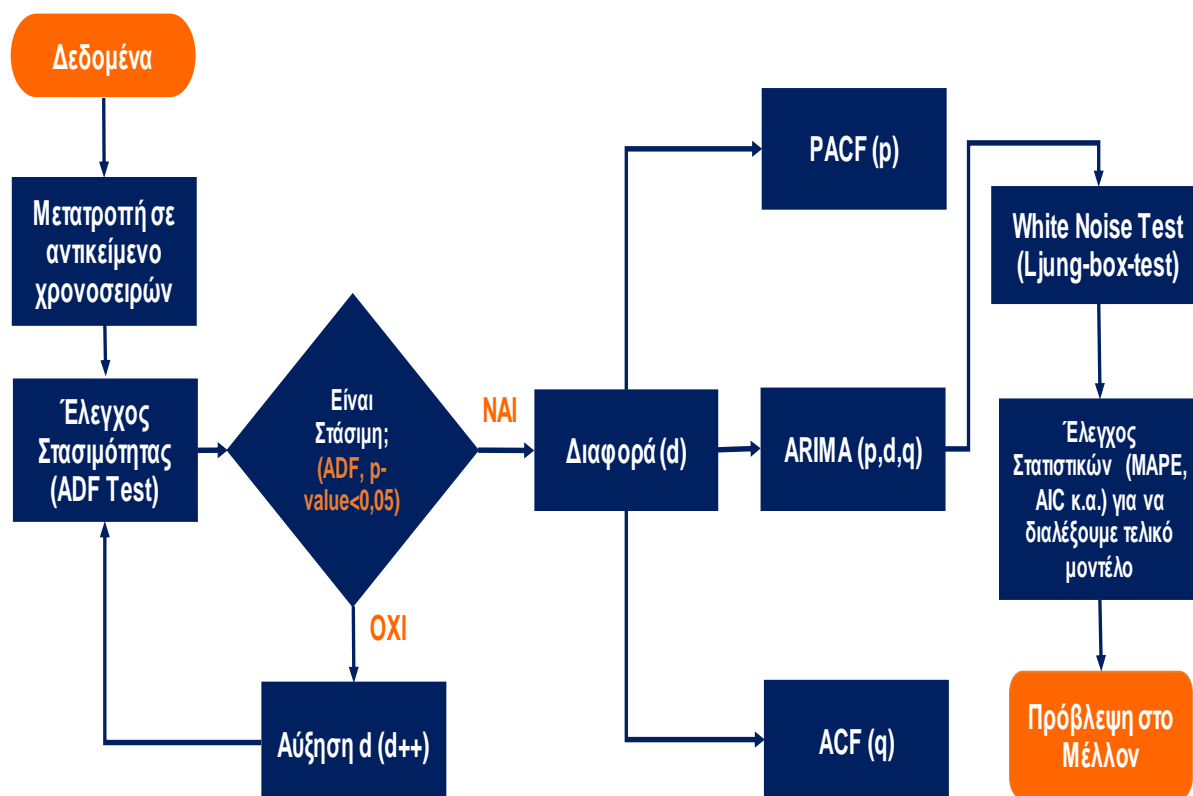 Δεδομένα
Μετατροπή σε
αντικείμενο
χρονοσειρών
Έλεγχος
Στασιμότητας
(ADF Test)
Είναι
Στάσιμη;
(ADF, p-
value<0,05)
ΝΑΙ
ΟΧΙ
Αύξηση d (d++)
Διαφορά (d)
PACF (p)
ARIMA (p,d,q)
ACF (q)
White Noise Test
(Ljung-box-test)
Έλεγχος
Στατιστικών (MAPE,
AIC κ.α.) για να
διαλέξουμε τελικό
μοντέλο
Πρόβλεψη στο
Μέλλον